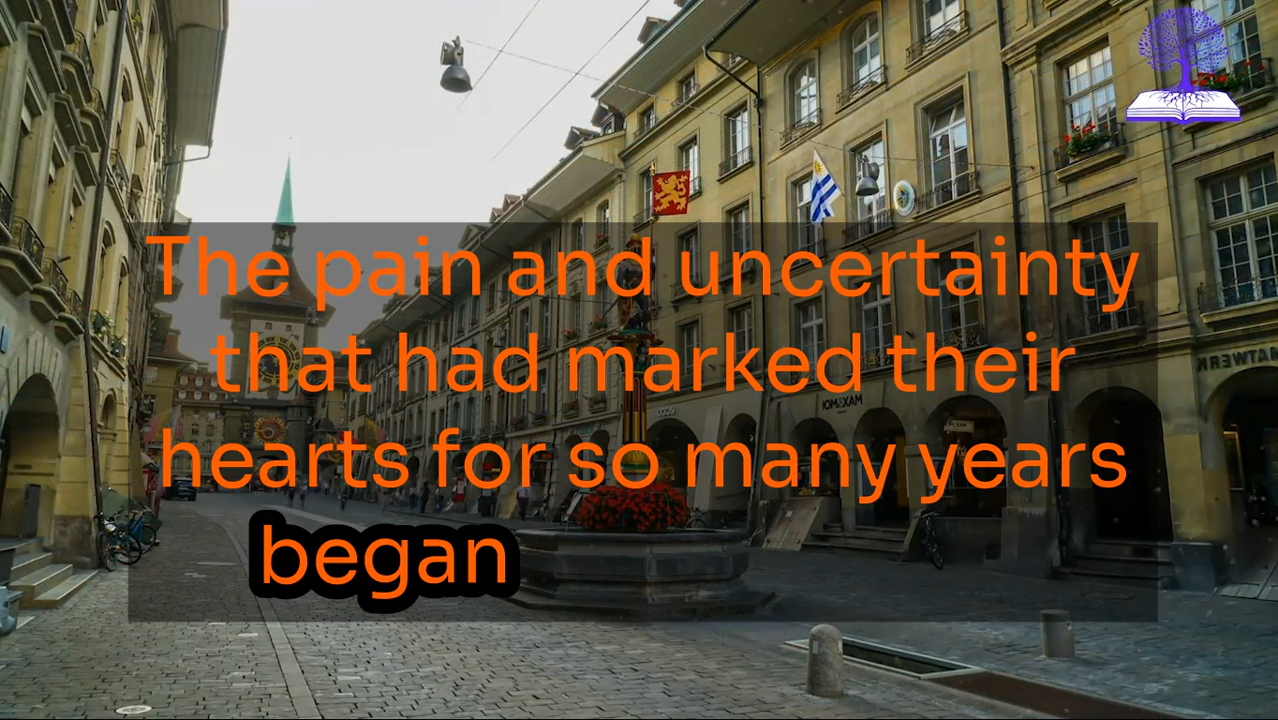 The pain and uncertainty
that had marked their
hearts for so many years
began